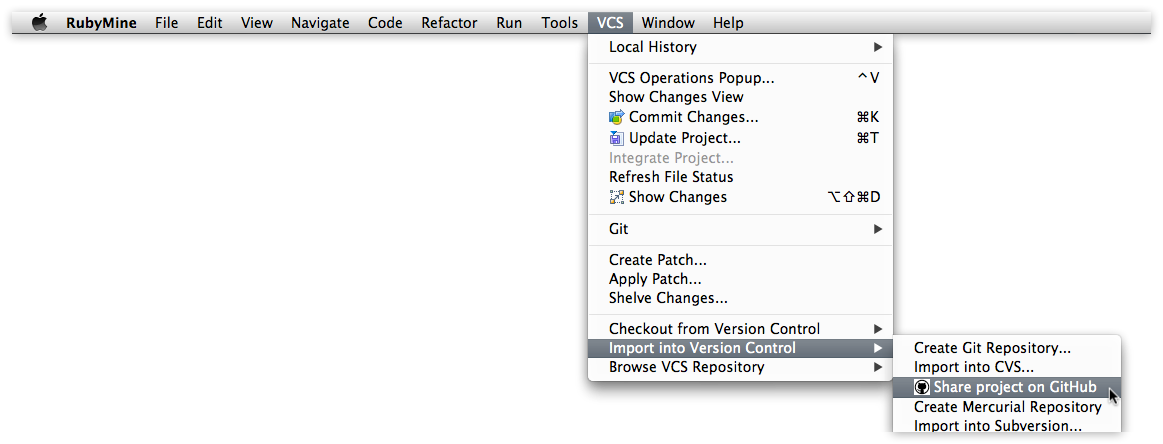 RubyMine File Edit View Navigate Code Refactor Run Tools VCS Window Help
Local History
VCS Operations Popup... ^V
Show Changes View
Commit Changes... ⌘K
Update Project... ⌘T
Integrate Project...
Refresh File Status
Show Changes ⌥⇧⌘D
Git
Create Patch...
Apply Patch...
Shelve Changes...
Checkout from Version Control
Import into Version Control
Browse VCS Repository
Create Git Repository...
Import into CVS...
Share project on GitHub
Create Mercurial Repository
Import into Subversion...